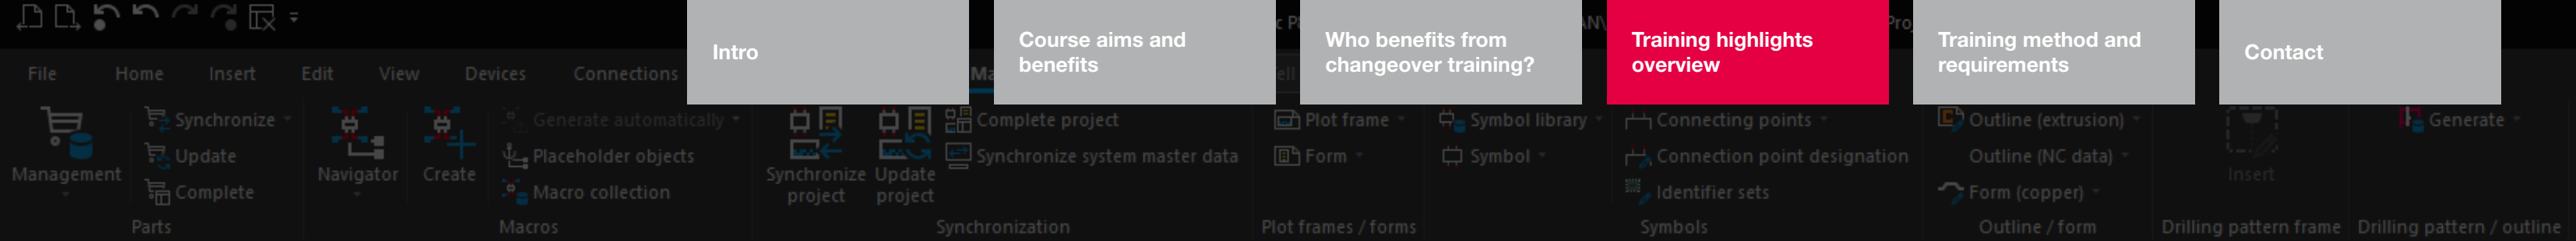 Intro
Course aims and
benefits
Who benefits from
changeover training?
Training highlights
overview
Training method and
requirements
Contact
File Home Insert Edit View Devices Connections
Management
Synchronize
Update
Complete
Parts
Navigator
Create
Generate automatically
Placeholder objects
Macro collection
Macros
Synchronize
project
Update
project
Complete project
Synchronize system master data
Synchronization
Plot frame
Form
Plot frames / forms
Symbol library
Symbol
Connecting points
Connection point designation
Identifier sets
Symbols
Outline (extrusion)
Outline (NC data)
Form (copper)
Outline / form
Insert
Drilling pattern frame
Generate
Drilling pattern / outline